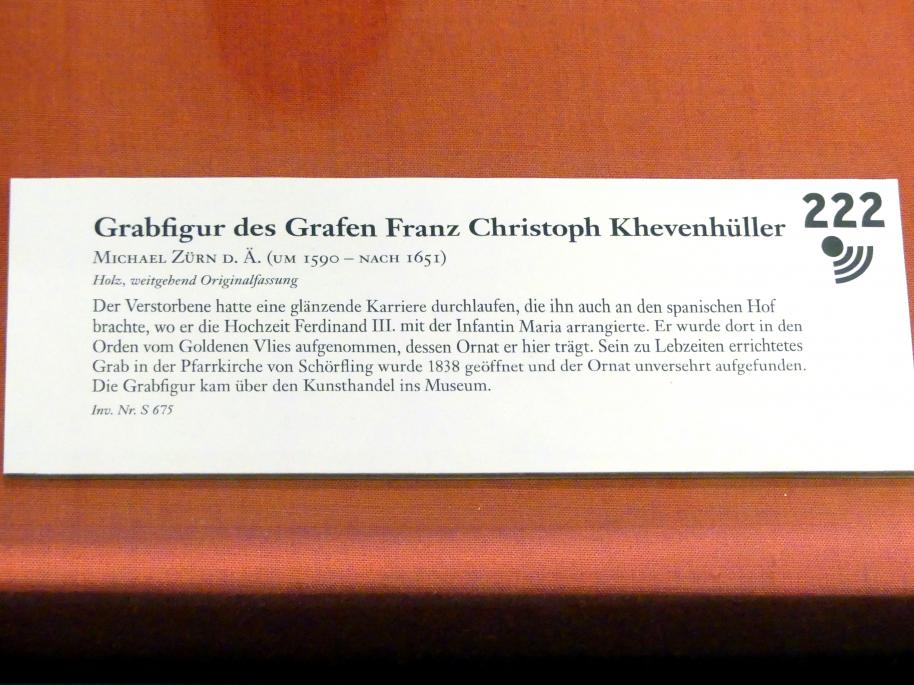 Grabfigur des Grafen Franz Christoph Khevenhüller
222
Michael Zürn d. Ä. (um 1590 – nach 1651)
Holz, weitgehend Originalfassung
Der Verstorbene hatte eine glänzende Karriere durchlaufen, die ihn auch an den spanischen Hof
brachte, wo er die Hochzeit Ferdinand III. mit der Infantin Maria arrangierte. Er wurde dort in den
Orden vom Goldenen Vlies aufgenommen, dessen Ornat er hier trägt. Sein zu Lebzeiten errichtetes
Grab in der Pfarrkirche von Schörfling wurde 1838 geöffnet und der Ornat unversehrt aufgefunden.
Die Grabfigur kam über den Kunsthandel ins Museum.
Inv. Nr. S 675